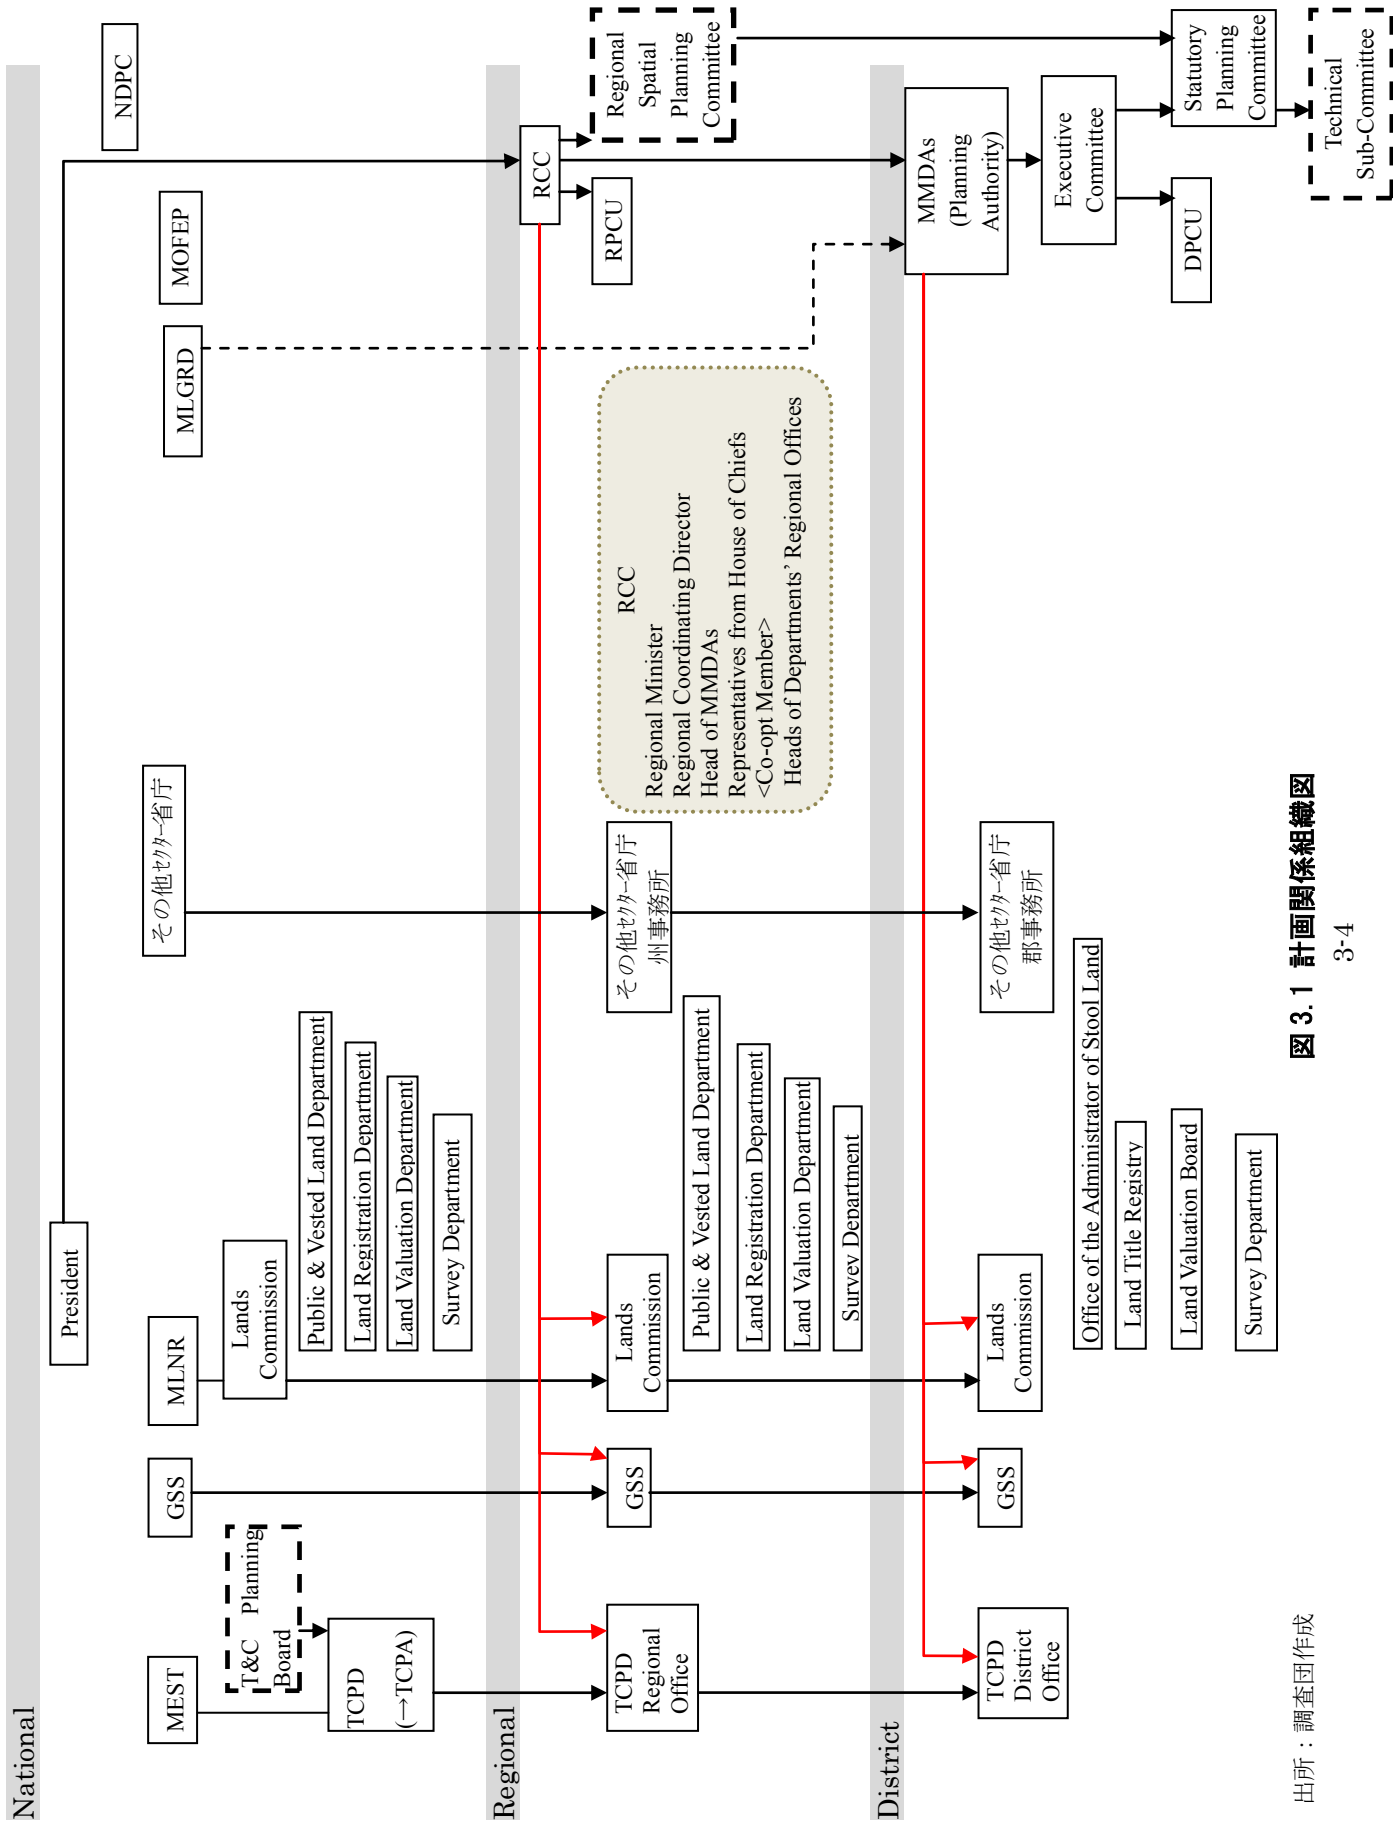 National
President
NDPC
MEST
GSS
MLNR
その他セクター省庁
MLGRD
MOFEP
T&C Planning
Board
TCPD
(→TCPA)
Lands
Commission
Public & Vested Land Department
Land Registration Department
Land Valuation Department
Survey Department
Regional
RCC
RPCU
Regional
Spatial
Planning
Committee
TCPD
Regional
Office
GSS
Lands
Commission
Public & Vested Land Department
Land Registration Department
Land Valuation Department
Survey Department
その他セクター省庁
州事務所
RCC
Regional Minister
Regional Coordinating Director
Head of MMDAs
Representatives from House of Chiefs
<Co-opt Member>
Heads of Departments' Regional Offices
District
MMDAs
(Planning
Authority)
TCPD
District
Office
GSS
Lands
Commission
その他セクター省庁
郡事務所
Executive
Committee
Office of the Administrator of Stool Land
Land Title Registry
Land Valuation Board
Survey Department
DPCU
Statutory
Planning
Committee
Technical
Sub-Committee
出所：調査団作成
図 3.1 計画関係組織図
3-4